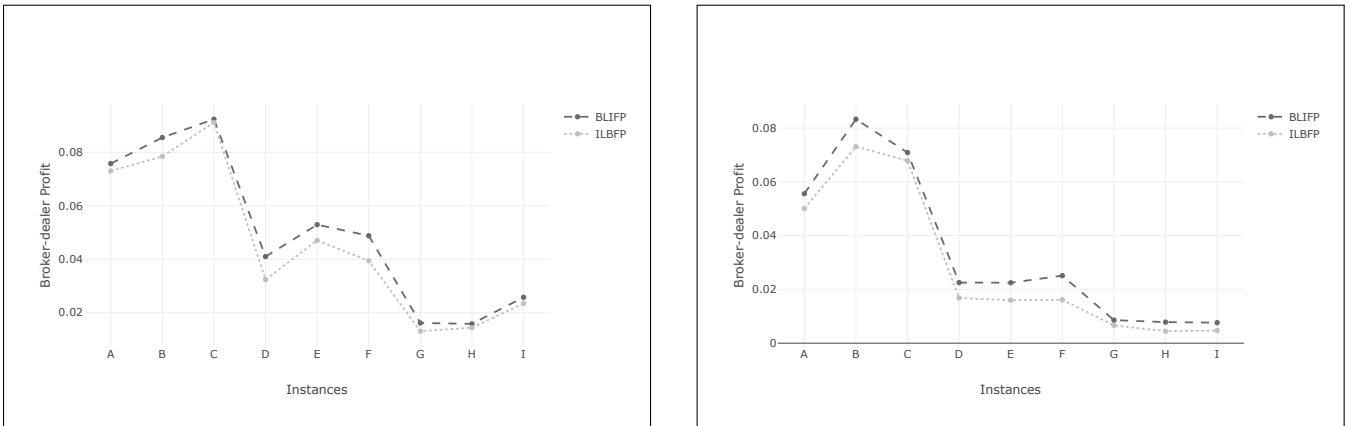 BLIFP
ILBFP
0.08
0.06
0.04
0.02
Broker-dealer Profit
A B C D E F G H I
Instances
BLIFP
ILBFP
0.08
0.06
0.04
0.02
0
Broker-dealer Profit
A B C D E F G H I
Instances